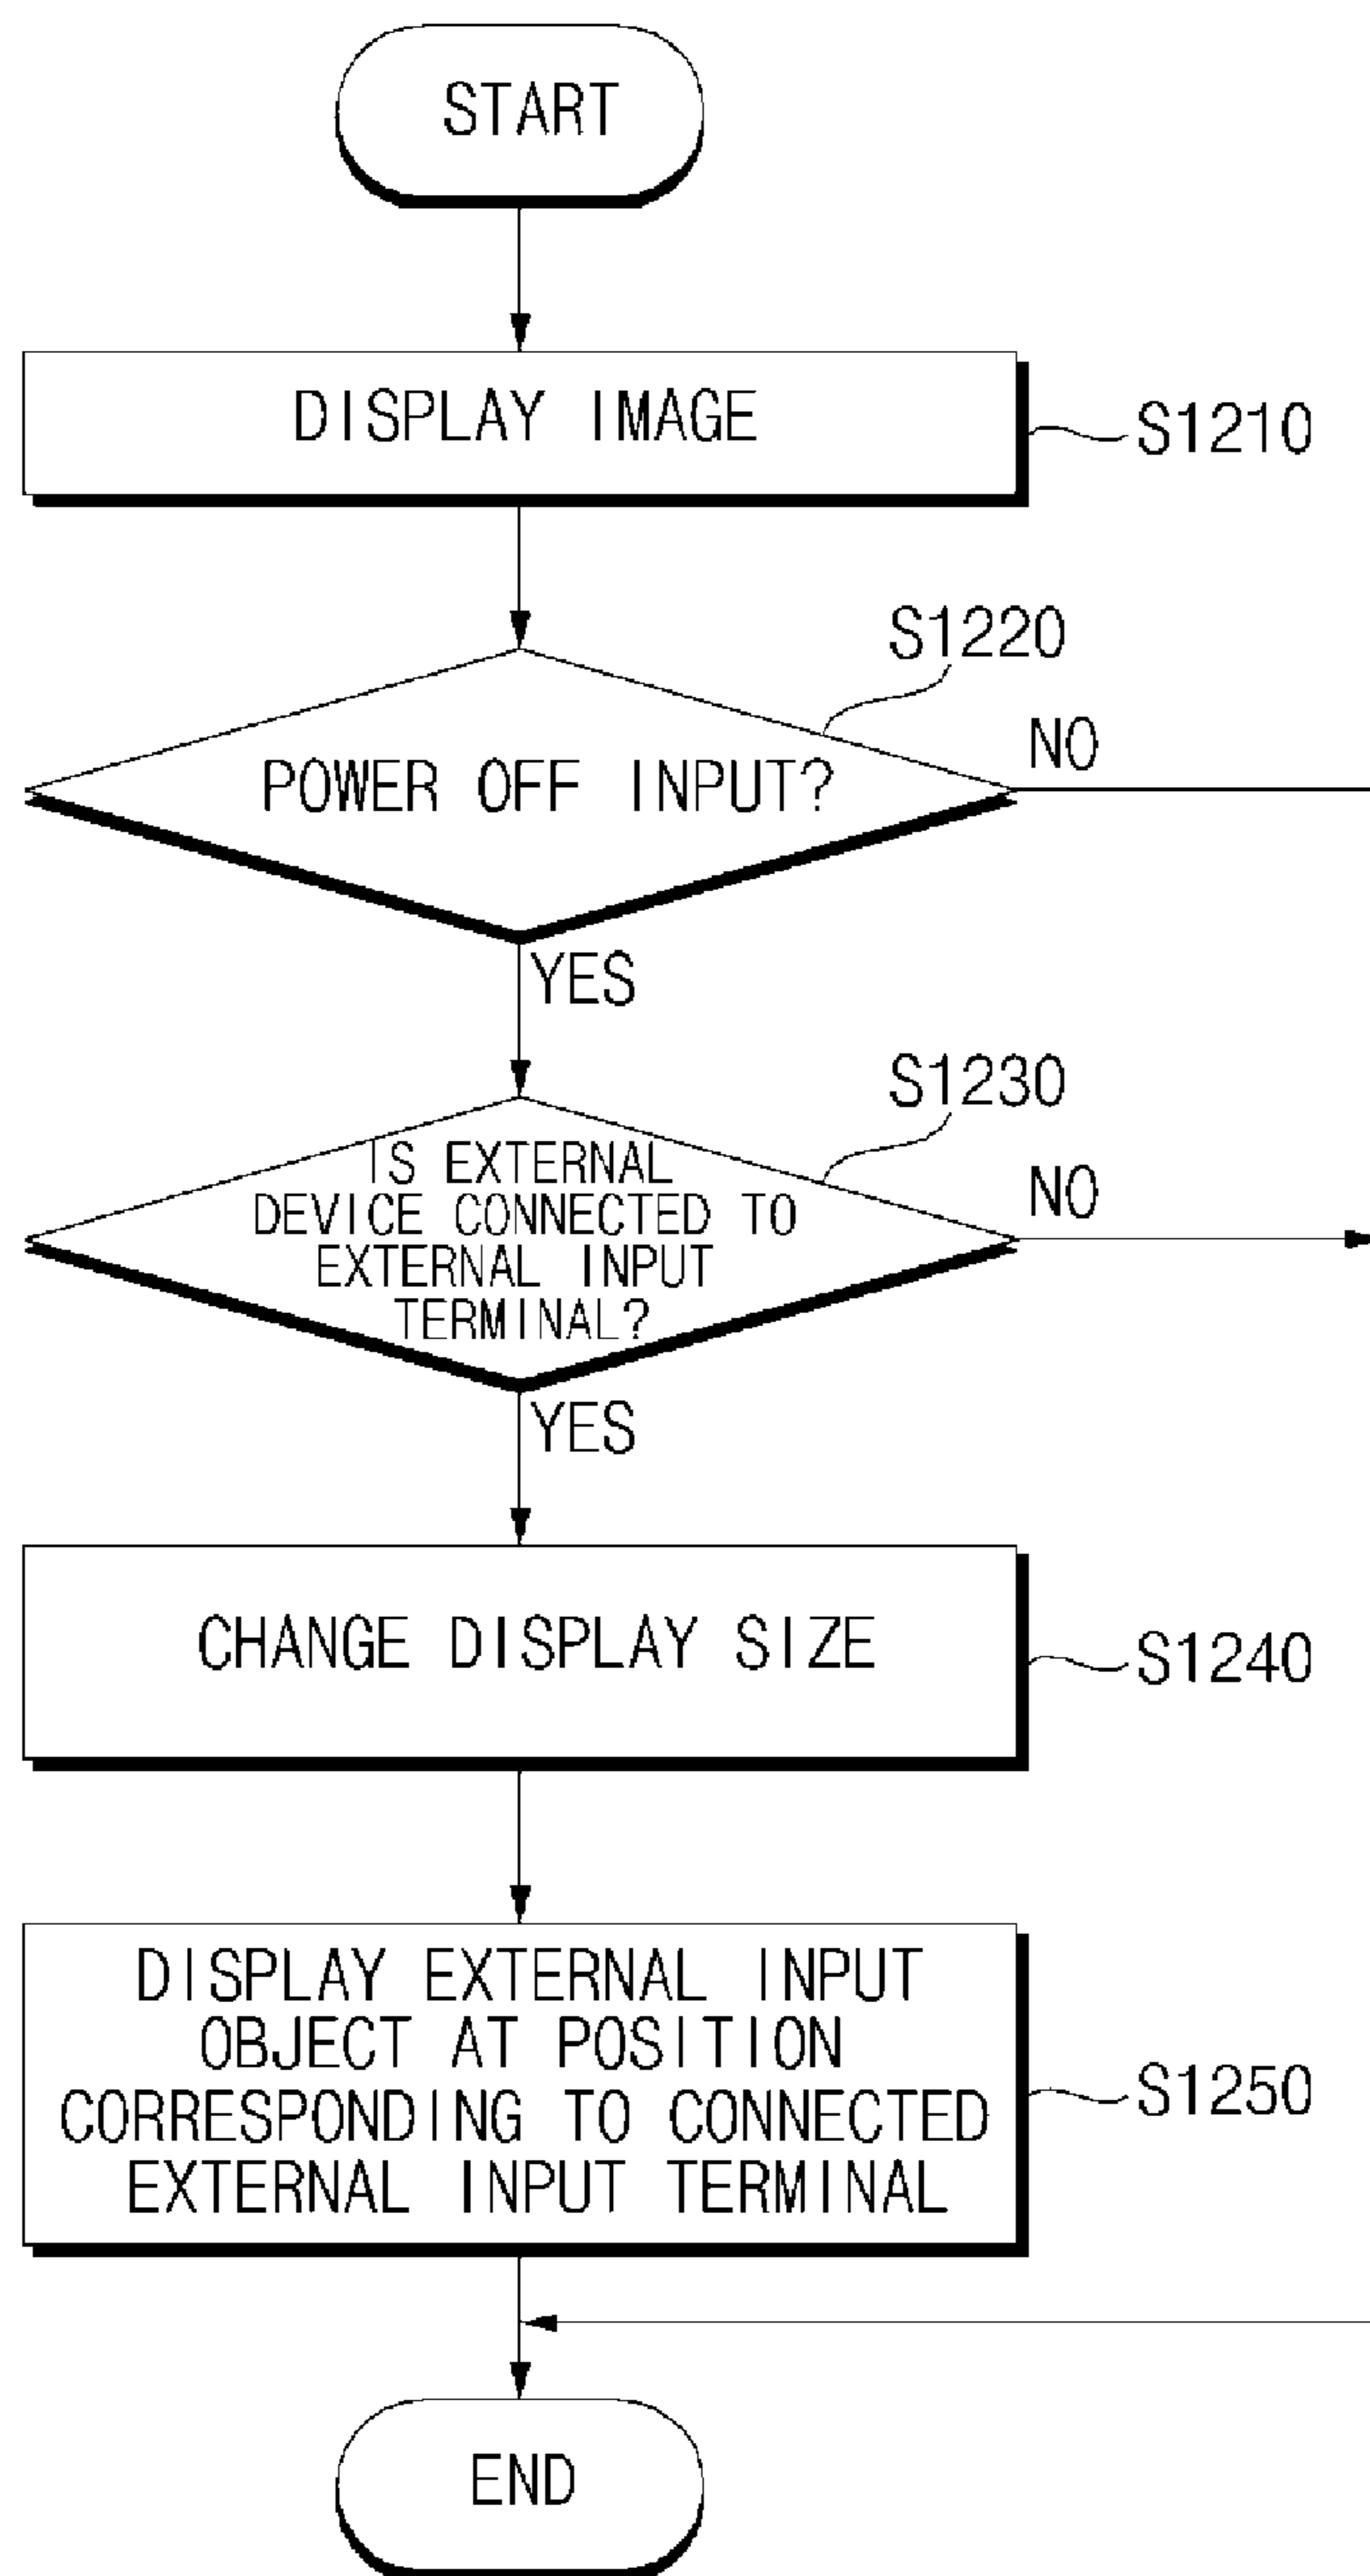 START
DISPLAY IMAGE
S1210
S1220
POWER OFF INPUT?
NO
YES
S1230
IS EXTERNAL
DEVICE CONNECTED TO
EXTERNAL INPUT
TERMINAL?
NO
YES
CHANGE DISPLAY SIZE
S1240
DISPLAY EXTERNAL INPUT
OBJECT AT POSITION
CORRESPONDING TO CONNECTED
EXTERNAL INPUT TERMINAL
S1250
END